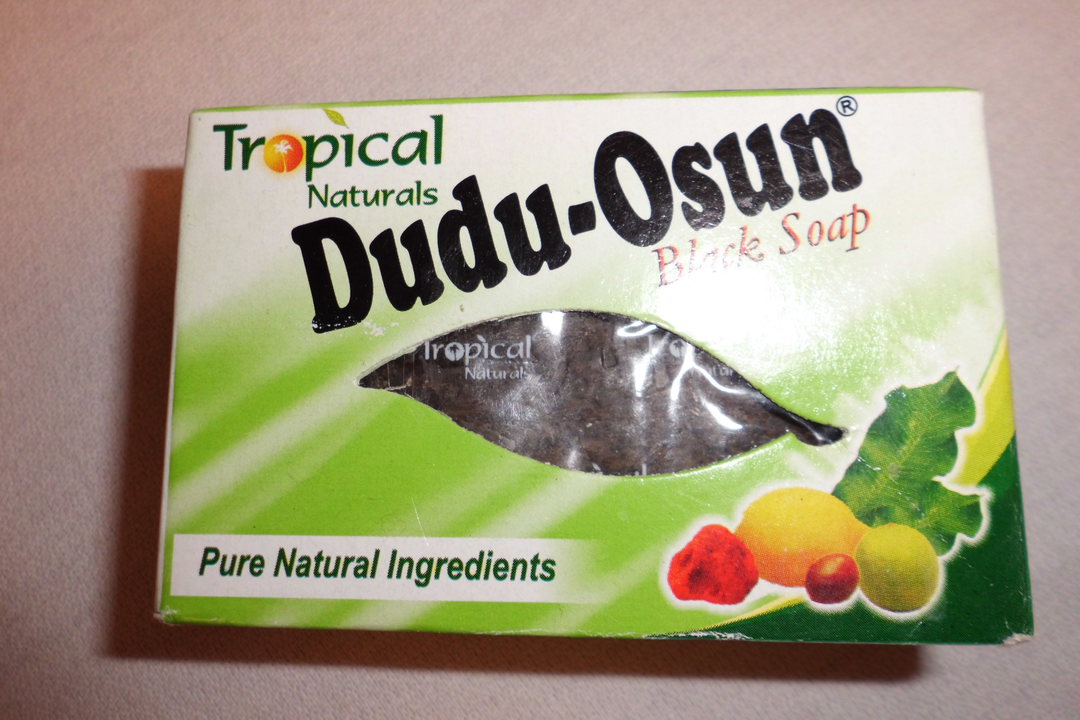 Tropical
Naturals
Dudu-Osun®
Black Soap
Tropical
Naturals
Pure Natural Ingredients